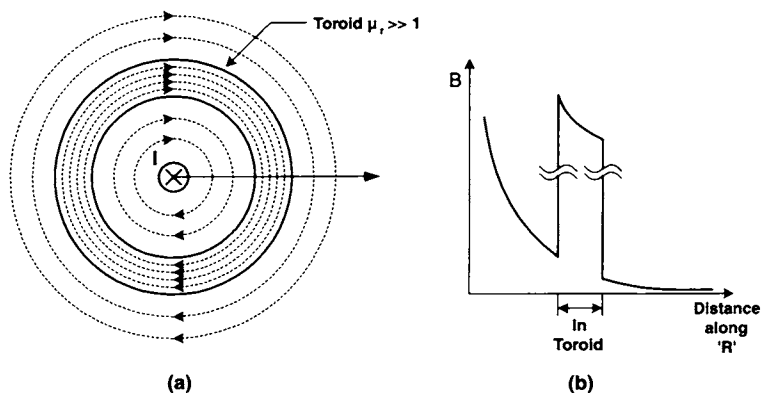 Toroid μr >> 1
I
(a)
B
In
Toroid
Distance
along
'R'
(b)